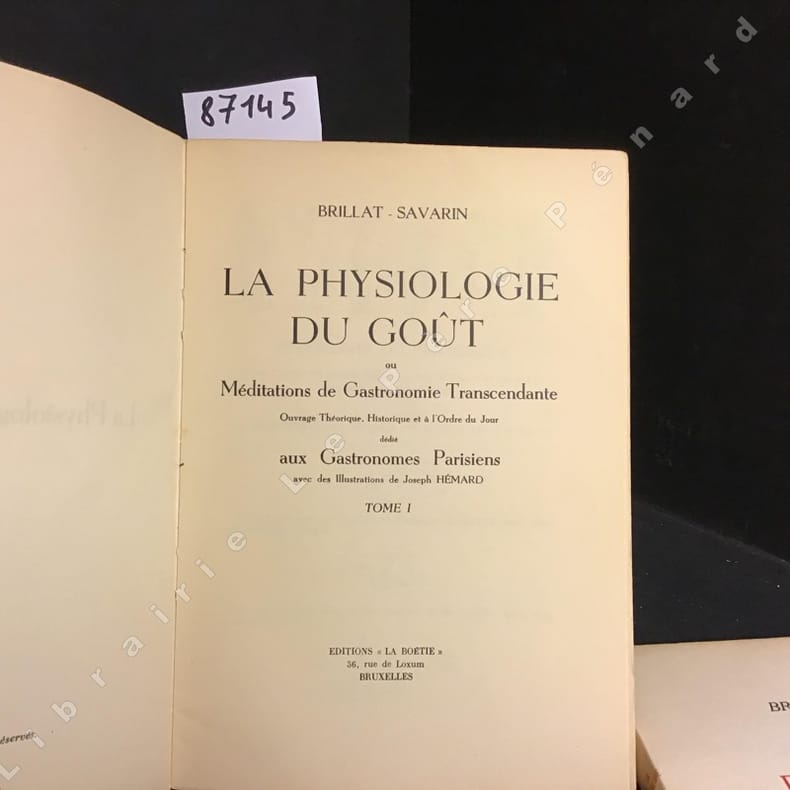 87145
BRILLAT - SAVARIN
LA PHYSIOLOGIE
DU GOÛT
ou
Méditations de Gastronomie Transcendante
Ouvrage Théorique, Historique et à l'Ordre du Jour
dédié
aux Gastronomes Parisiens
avec des Illustrations de Joseph HÉMARD
TOME I
EDITIONS « LA BOËTIE »
36, rue de Loxum
BRUXELLES
Librairie Le Père Pénard